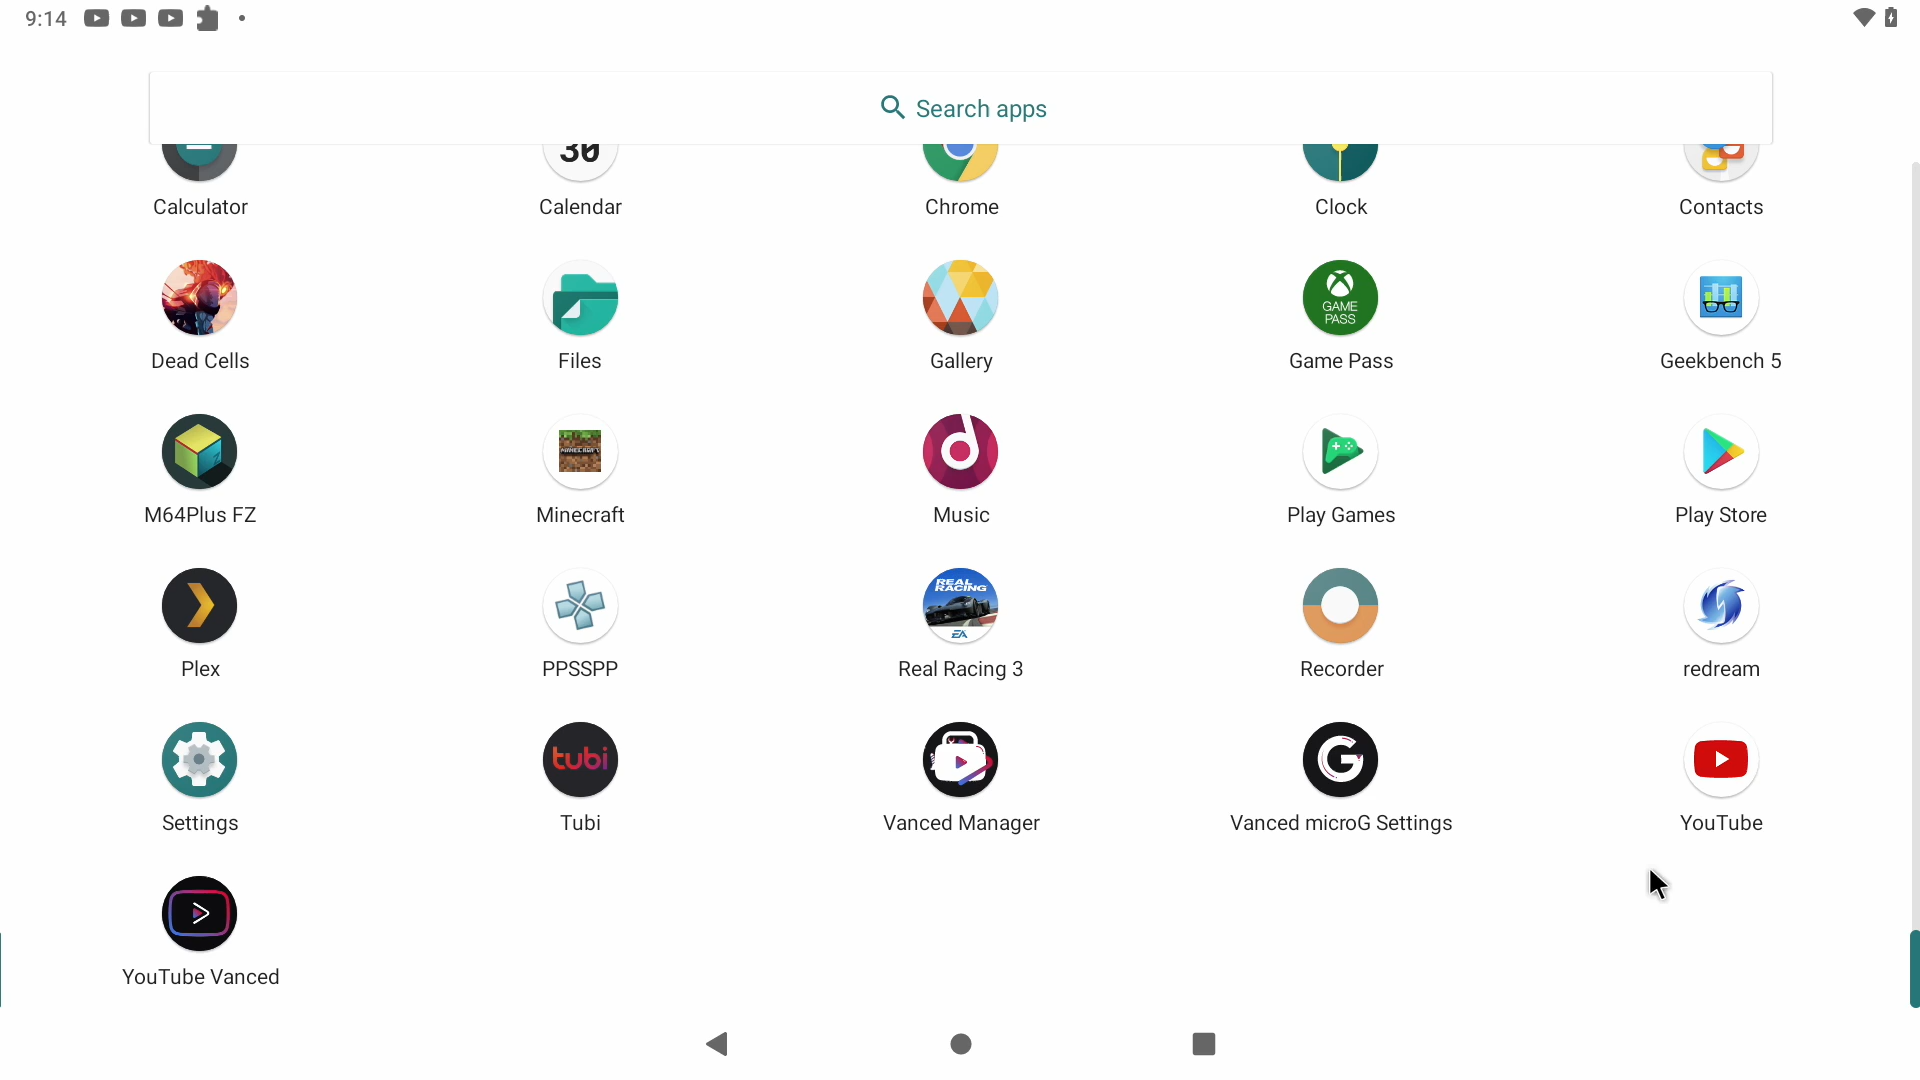 9:14
Search apps
30
Calculator
Calendar
Chrome
Clock
Contacts
GAME
PASS
Dead Cells
Files
Gallery
Game Pass
Geekbench 5
MINECRAFT
M64Plus FZ
Minecraft
Music
Play Games
Play Store
REAL
RACING
EA
Plex
PPSSPP
Real Racing 3
Recorder
redream
tubi
G
Settings
Tubi
Vanced Manager
Vanced microG Settings
YouTube
YouTube Vanced